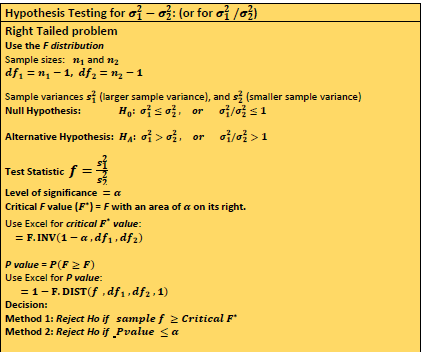 Hypothesis Testing for σ₁² − σ₂²: (or for σ₁² /σ₂²)
Right Tailed problem
Use the F distribution
Sample sizes: n₁ and n₂
df₁ = n₁ − 1, df₂ = n₂ − 1
Sample variances s₁² (larger sample variance), and s₂² (smaller sample variance)
Null Hypothesis: H₀: σ₁² ≤ σ₂², or σ₁²/σ₂² ≤ 1
Alternative Hypothesis: H_A: σ₁² > σ₂², or σ₁²/σ₂² > 1
Test Statistic f = s₁²/s₂²
Level of significance = α
Critical F value (F*) = F with an area of α on its right.
Use Excel for critical F* value:
= F.INV(1 − α , df₁ , df₂)
P value = P(F ≥ F)
Use Excel for P value:
= 1 − F.DIST(f , df₁ , df₂ , 1)
Decision:
Method 1: Reject Ho if sample f ≥ Critical F*
Method 2: Reject Ho if Pvalue ≤ α